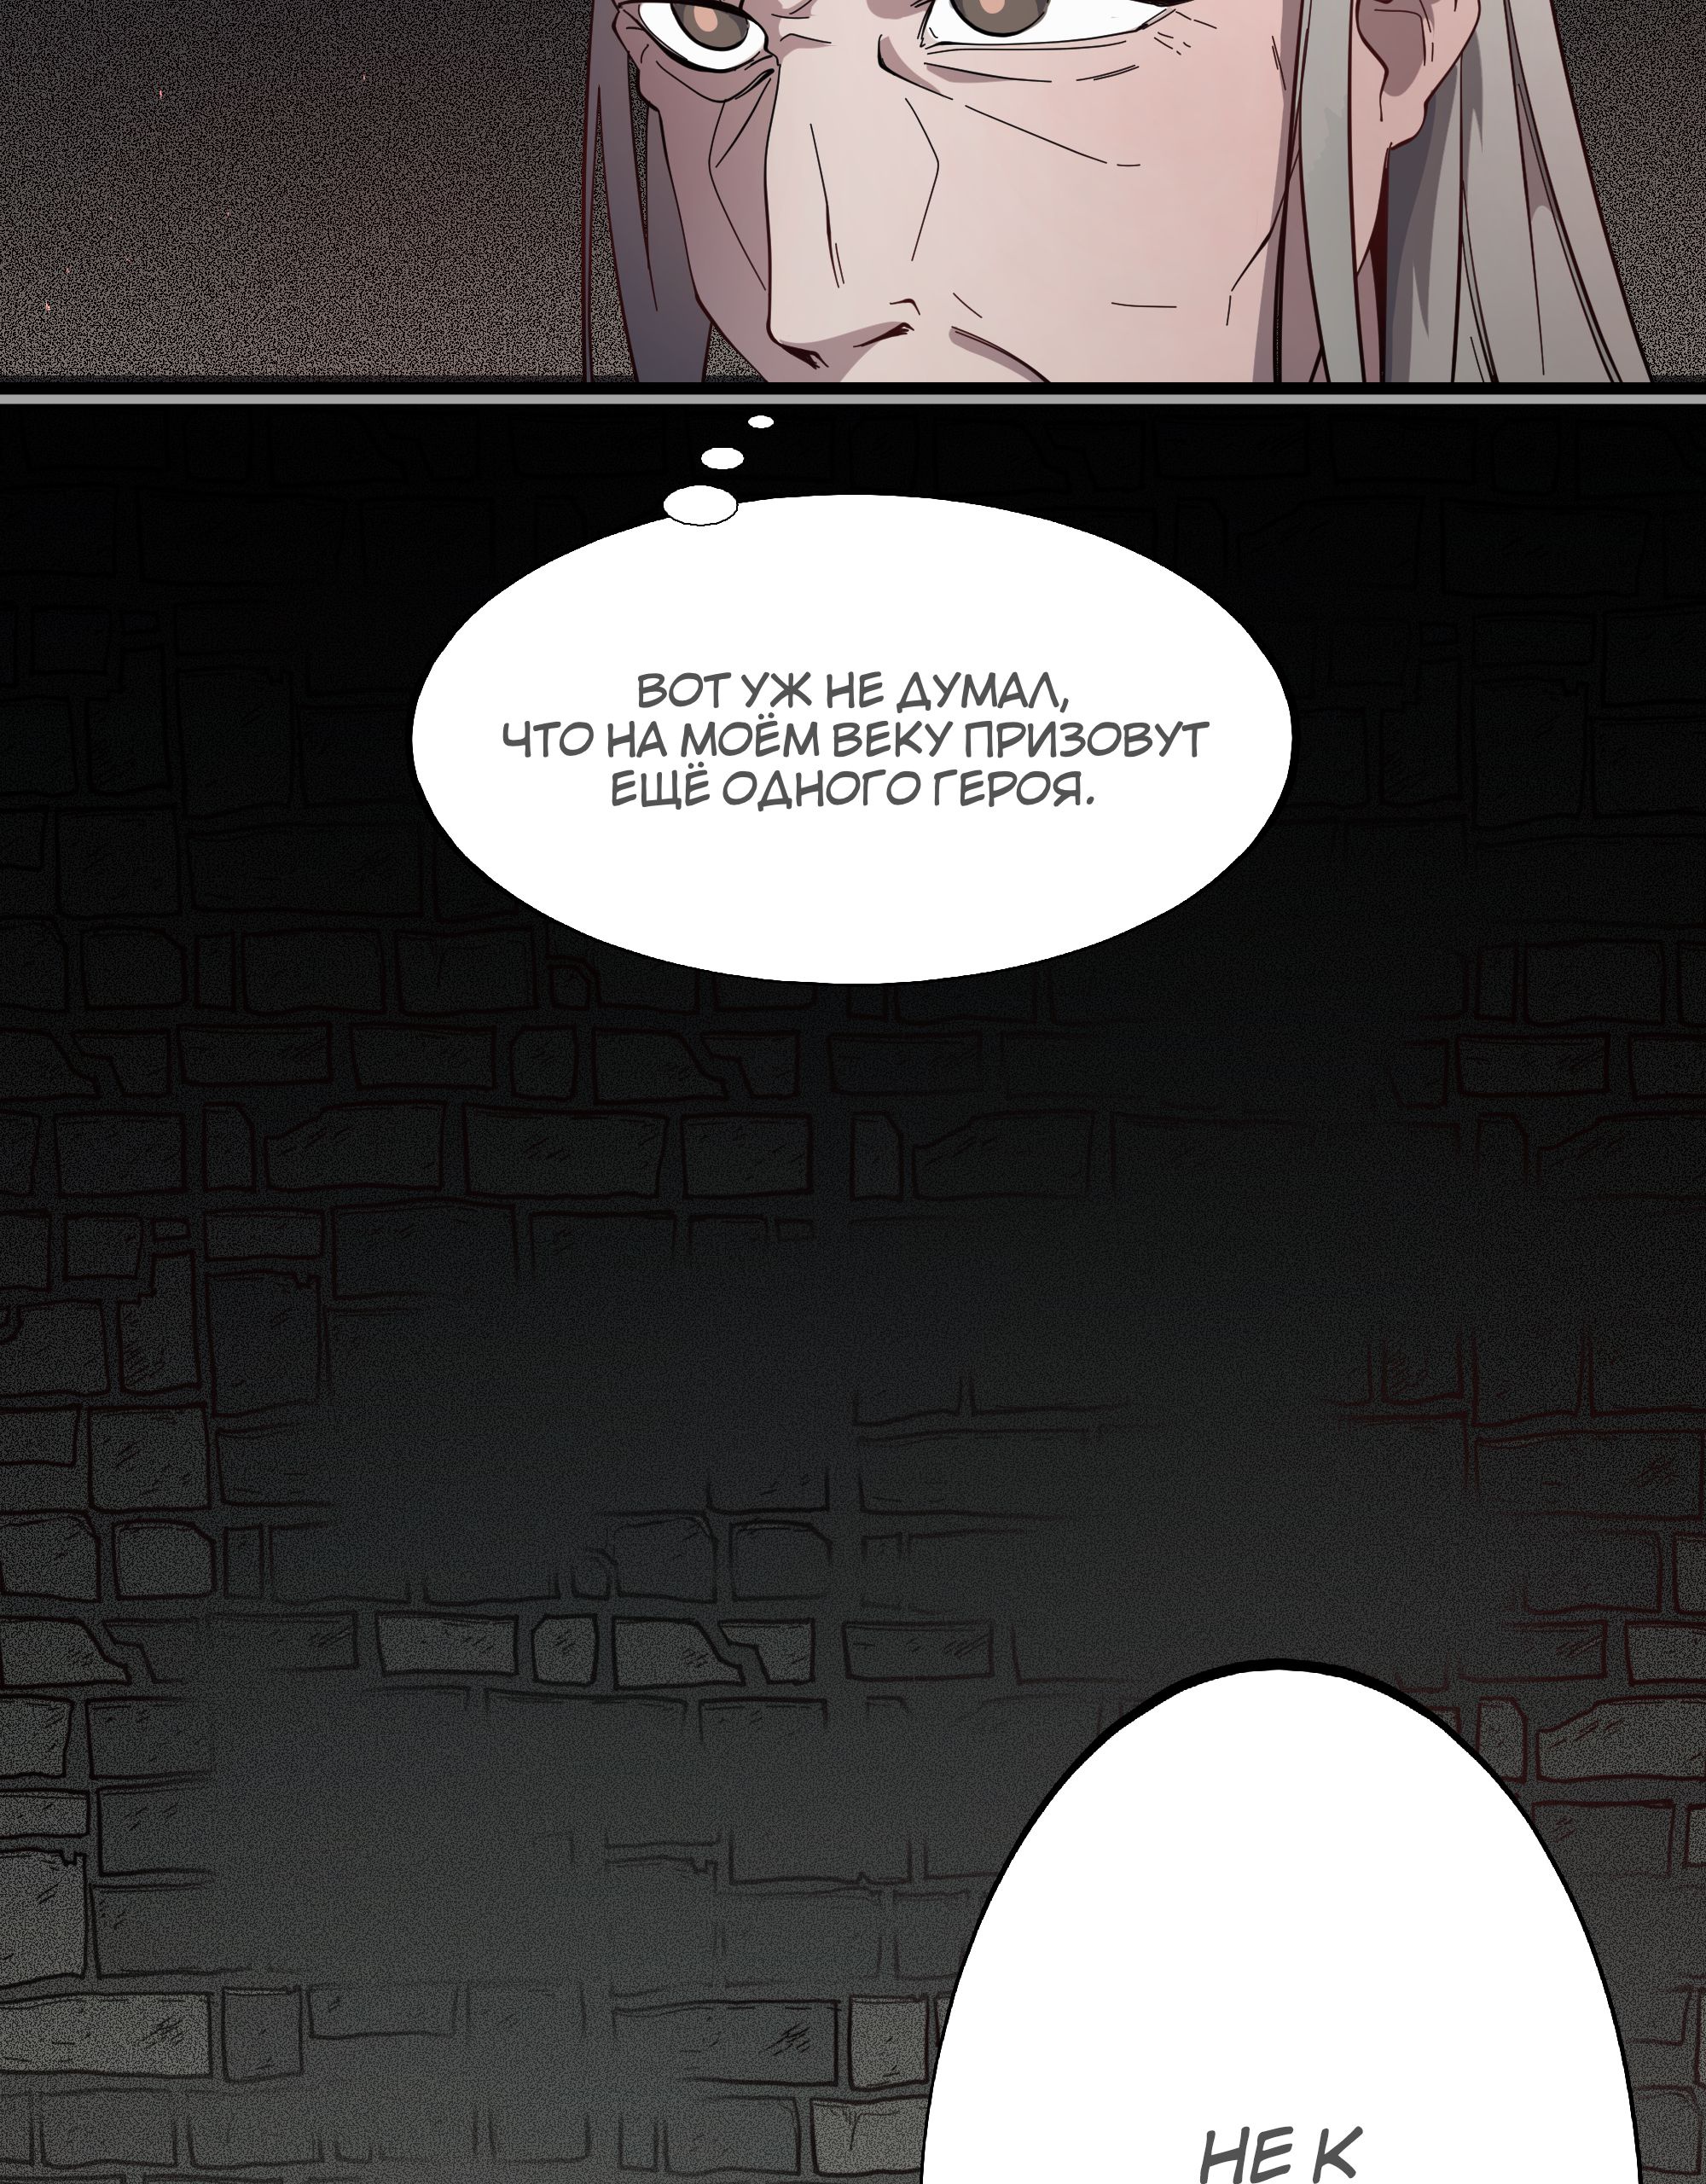 ВОТ УЖ НЕ ДУМАЛ,
ЧТО НА МОЁМ ВЕКУ ПРИЗОВУТ
ЕЩЁ ОДНОГО ГЕРОЯ.
НЕ К